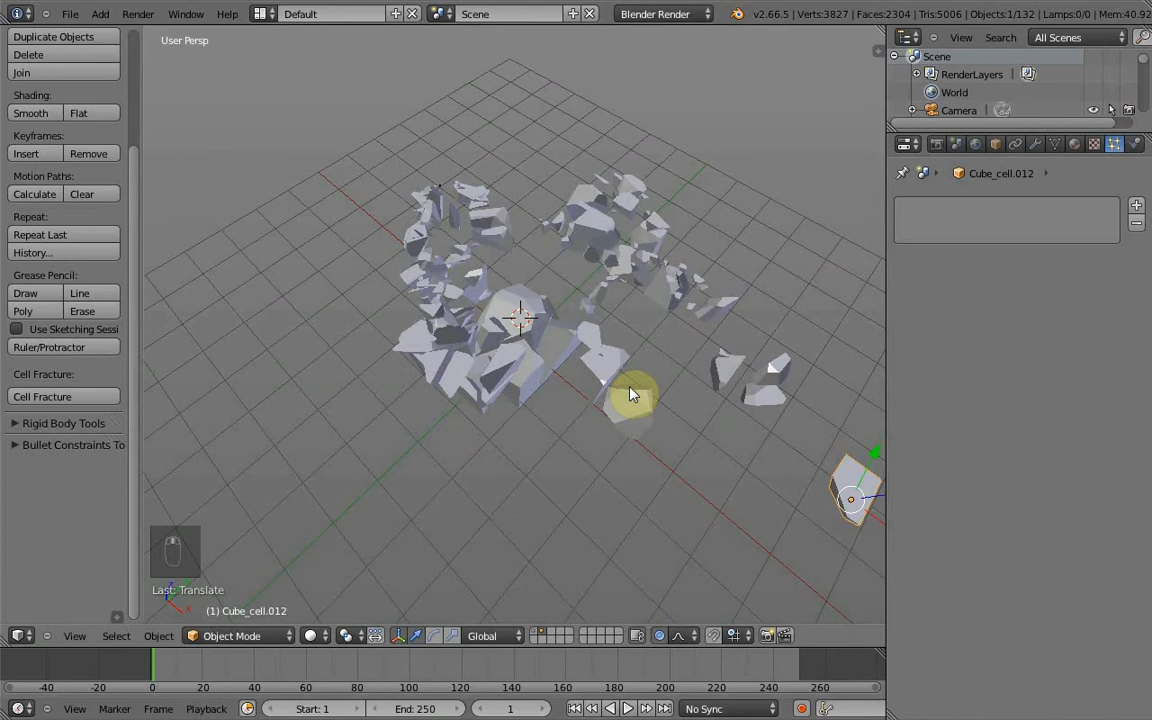 File Add Render Window Help Default Scene Blender Render v2.66.5 | Verts:3827 | Faces:2304 | Tris:5006 | Objects:1/132 | Lamps:0/0 | Mem:40.92
Duplicate Objects
Delete
Join
Shading:
Smooth Flat
Keyframes:
Insert Remove
Motion Paths:
Calculate Clear
Repeat:
Repeat Last
History...
Grease Pencil:
Draw Line
Poly Erase
Use Sketching Sessi
Ruler/Protractor
Cell Fracture:
Cell Fracture
Rigid Body Tools
Bullet Constraints To
User Persp
Last: Translate
(1) Cube_cell.012
View Search All Scenes
Scene
RenderLayers
World
Camera
Cube_cell.012
View Select Object Object Mode Global
-40 -20 0 20 40 60 80 100 120 140 160 180 200 220 240 260
View Marker Frame Playback Start: 1 End: 250 1 No Sync